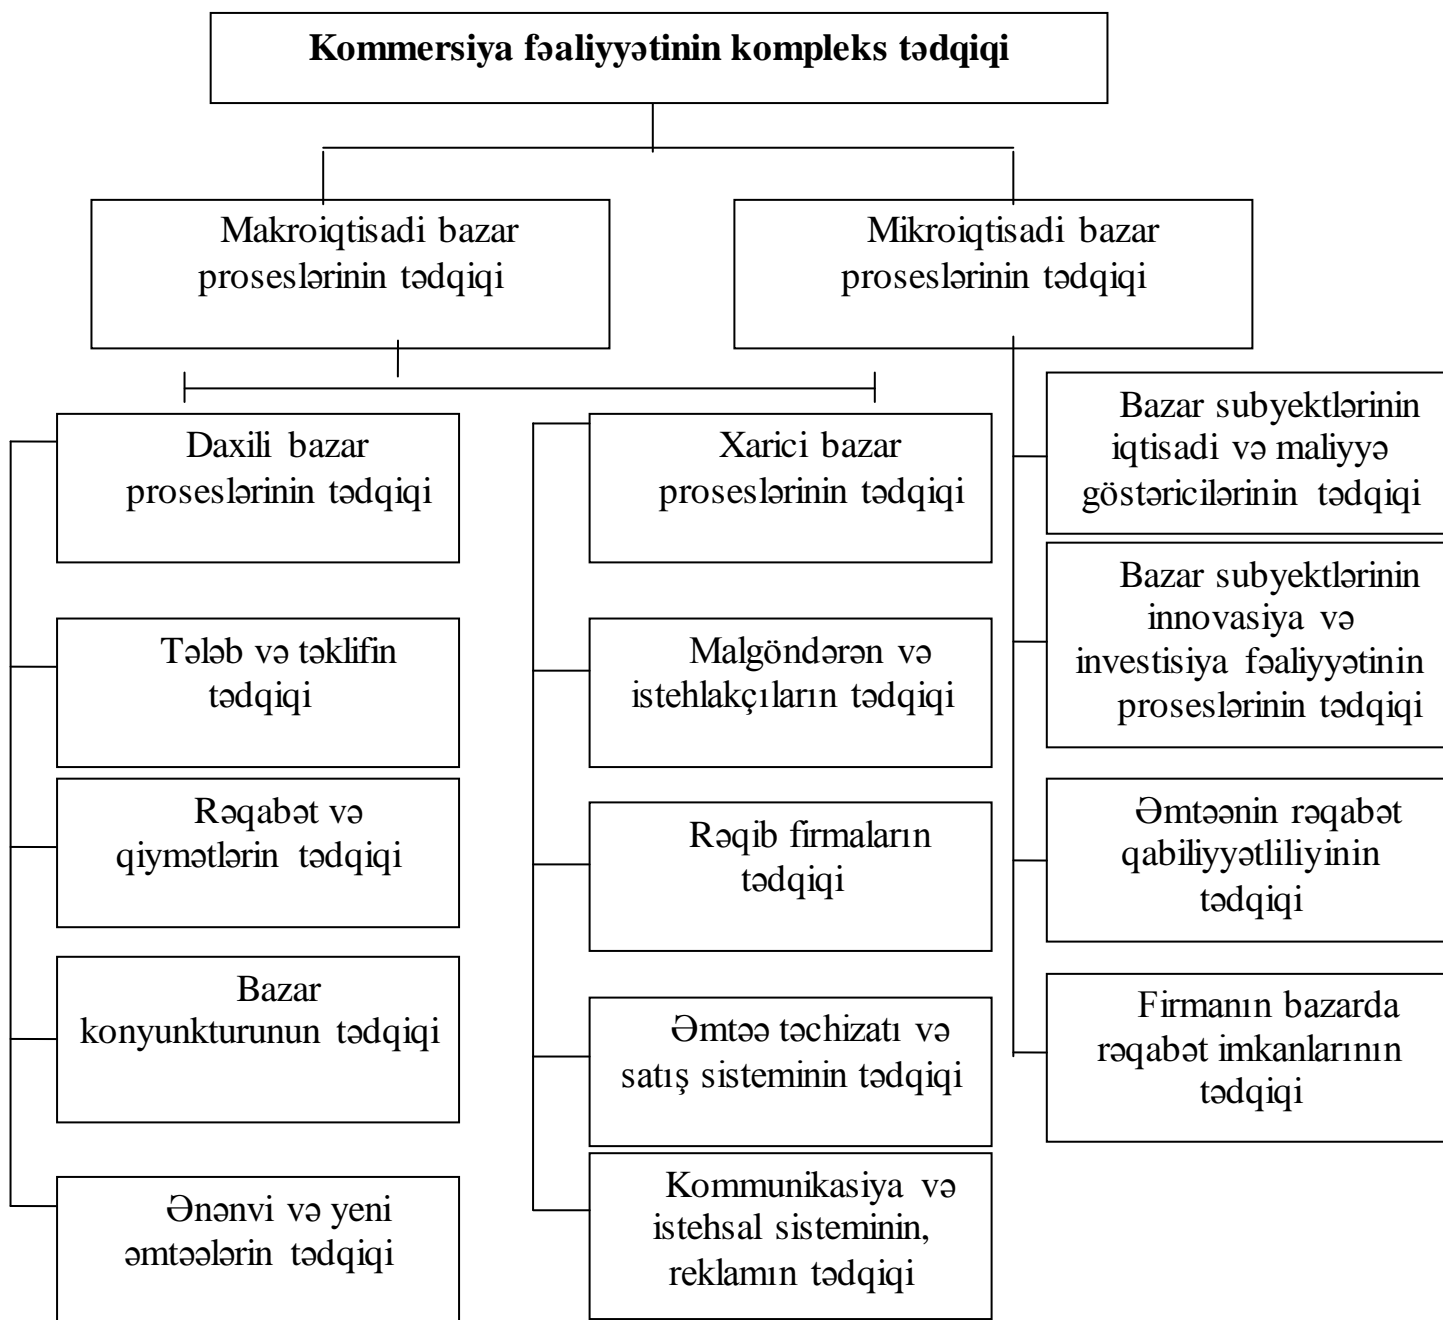 Kommersiya fəaliyyətinin kompleks tədqiqi
Makroiqtisadi bazar
proseslərinin tədqiqi
Mikroiqtisadi bazar
proseslərinin tədqiqi
Daxili bazar
proseslərinin tədqiqi
Tələb və təklifin
tədqiqi
Rəqabət və
qiymətlərin tədqiqi
Bazar
konyunkturunun tədqiqi
Ənənvi və yeni
əmtəələrin tədqiqi
Xarici bazar
proseslərinin tədqiqi
Malgöndərən və
istehlakçıların tədqiqi
Rəqib firmaların
tədqiqi
Əmtəə təchizatı və
satış sisteminin tədqiqi
Kommunikasiya və
istehsal sisteminin,
reklamın tədqiqi
Bazar subyektlərinin
iqtisadi və maliyyə
göstəricilərinin tədqiqi
Bazar subyektlərinin
innovasiya və
investisiya fəaliyyətinin
proseslərinin tədqiqi
Əmtəənin rəqabət
qabiliyyətliliyinin
tədqiqi
Firmanın bazarda
rəqabət imkanlarının
tədqiqi